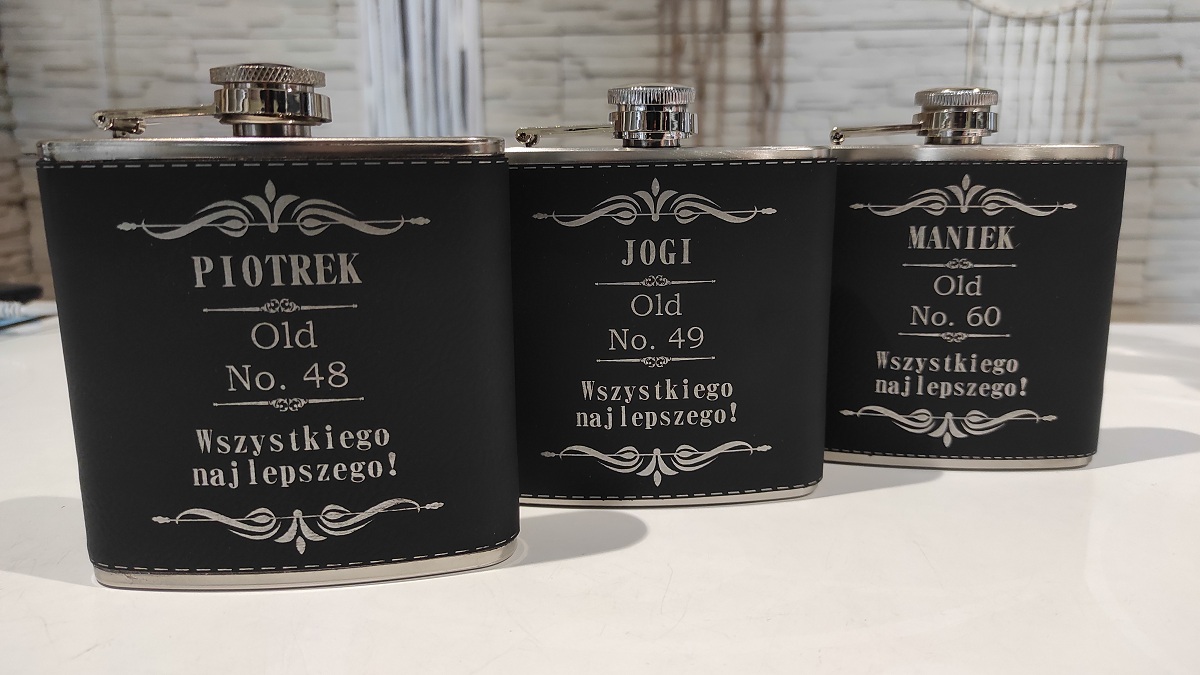 PIOTREK
Old
No. 48
Wszystkiego
najlepszego!
JOGI
Old
No. 49
Wszystkiego
najlepszego!
MANIEK
Old
No. 60
Wszystkiego
najlepszego!